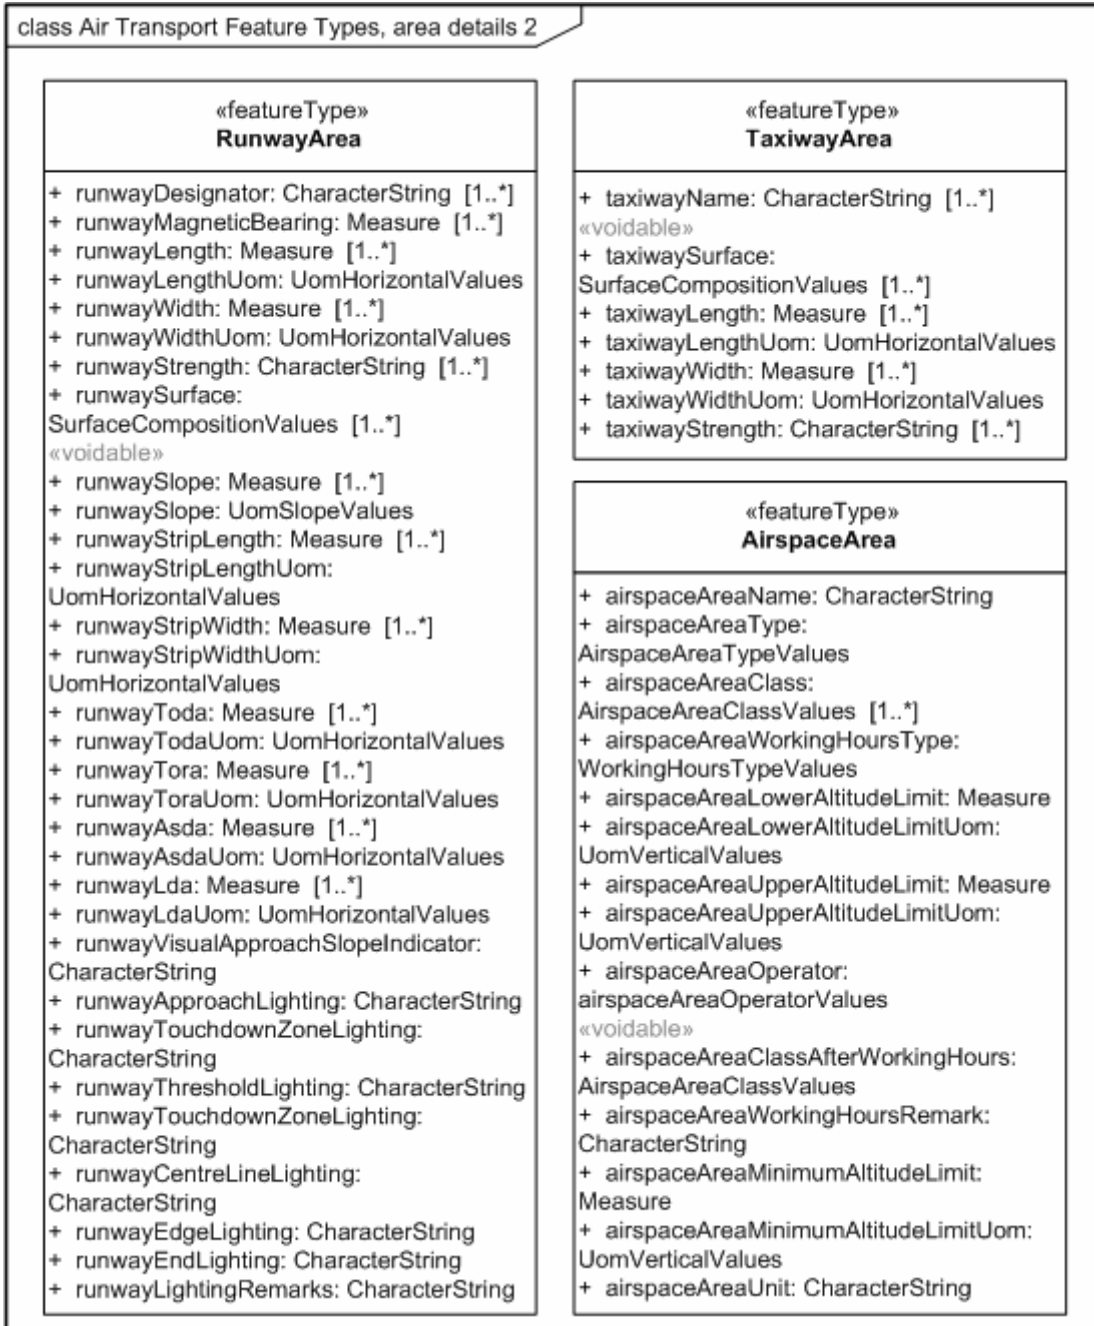 class Air Transport Feature Types, area details 2
«featureType»
RunwayArea
+ runwayDesignator: CharacterString [1..*]
+ runwayMagneticBearing: Measure [1..*]
+ runwayLength: Measure [1..*]
+ runwayLengthUom: UomHorizontalValues
+ runwayWidth: Measure [1..*]
+ runwayWidthUom: UomHorizontalValues
+ runwayStrength: CharacterString [1..*]
+ runwaySurface:
SurfaceCompositionValues [1..*]
«voidable»
+ runwaySlope: Measure [1..*]
+ runwaySlope: UomSlopeValues
+ runwayStripLength: Measure [1..*]
+ runwayStripLengthUom:
UomHorizontalValues
+ runwayStripWidth: Measure [1..*]
+ runwayStripWidthUom:
UomHorizontalValues
+ runwayToda: Measure [1..*]
+ runwayTodaUom: UomHorizontalValues
+ runwayTora: Measure [1..*]
+ runwayToraUom: UomHorizontalValues
+ runwayAsda: Measure [1..*]
+ runwayAsdaUom: UomHorizontalValues
+ runwayLda: Measure [1..*]
+ runwayLdaUom: UomHorizontalValues
+ runwayVisualApproachSlopeIndicator:
CharacterString
+ runwayApproachLighting: CharacterString
+ runwayTouchdownZoneLighting:
CharacterString
+ runwayThresholdLighting: CharacterString
+ runwayTouchdownZoneLighting:
CharacterString
+ runwayCentreLineLighting:
CharacterString
+ runwayEdgeLighting: CharacterString
+ runwayEndLighting: CharacterString
+ runwayLightingRemarks: CharacterString
«featureType»
TaxiwayArea
+ taxiwayName: CharacterString [1..*]
«voidable»
+ taxiwaySurface:
SurfaceCompositionValues [1..*]
+ taxiwayLength: Measure [1..*]
+ taxiwayLengthUom: UomHorizontalValues
+ taxiwayWidth: Measure [1..*]
+ taxiwayWidthUom: UomHorizontalValues
+ taxiwayStrength: CharacterString [1..*]
«featureType»
AirspaceArea
+ airspaceAreaName: CharacterString
+ airspaceAreaType:
AirspaceAreaTypeValues
+ airspaceAreaClass:
AirspaceAreaClassValues [1..*]
+ airspaceAreaWorkingHoursType:
WorkingHoursTypeValues
+ airspaceAreaLowerAltitudeLimit: Measure
+ airspaceAreaLowerAltitudeLimitUom:
UomVerticalValues
+ airspaceAreaUpperAltitudeLimit: Measure
+ airspaceAreaUpperAltitudeLimitUom:
UomVerticalValues
+ airspaceAreaOperator:
airspaceAreaOperatorValues
«voidable»
+ airspaceAreaClassAfterWorkingHours:
AirspaceAreaClassValues
+ airspaceAreaWorkingHoursRemark:
CharacterString
+ airspaceAreaMinimumAltitudeLimit:
Measure
+ airspaceAreaMinimumAltitudeLimitUom:
UomVerticalValues
+ airspaceAreaUnit: CharacterString